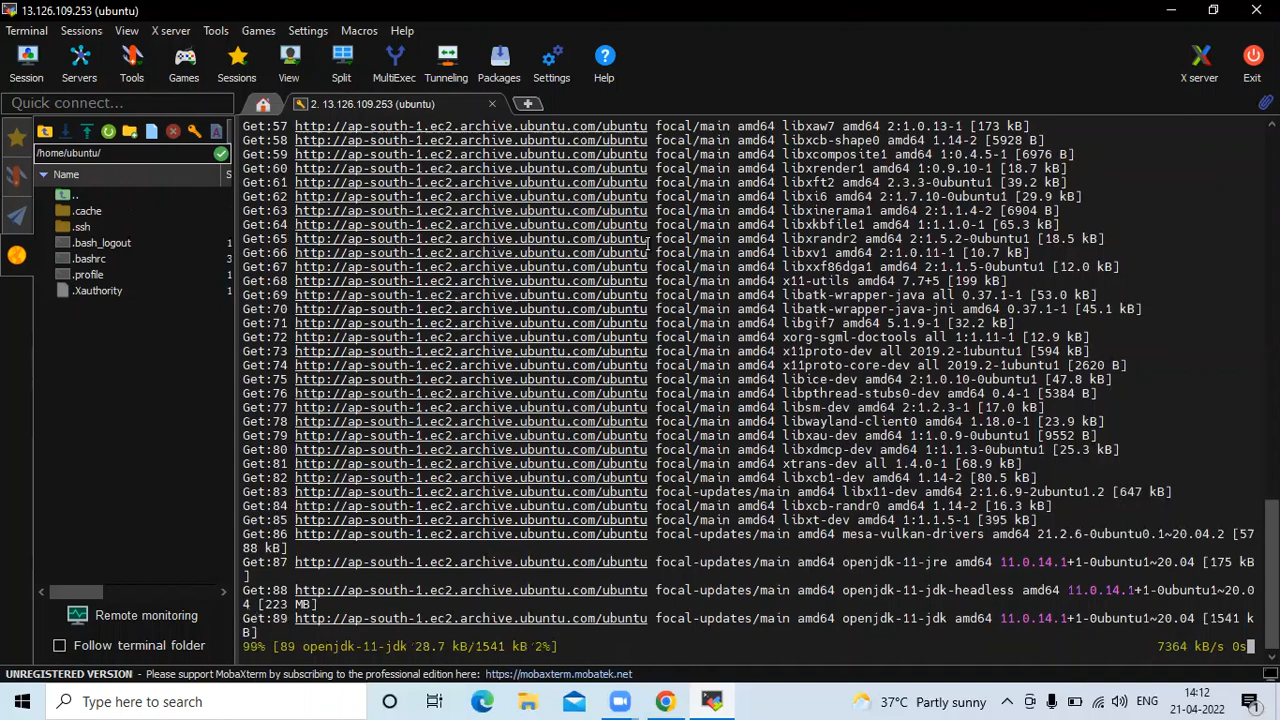 13.126.109.253 (ubuntu)
Terminal Sessions View X server Tools Games Settings Macros Help
Session Servers Tools Games Sessions View Split MultiExec Tunneling Packages Settings Help X server Exit
Quick connect...
2. 13.126.109.253 (ubuntu)
/home/ubuntu/
Name S
..
.cache
.ssh
.bash_logout 1
.bashrc 3
.profile 1
.Xauthority 1
Remote monitoring
Follow terminal folder
Get:57 http://ap-south-1.ec2.archive.ubuntu.com/ubuntu focal/main amd64 libxaw7 amd64 2:1.0.13-1 [173 kB]
Get:58 http://ap-south-1.ec2.archive.ubuntu.com/ubuntu focal/main amd64 libxcb-shape0 amd64 1.14-2 [5928 B]
Get:59 http://ap-south-1.ec2.archive.ubuntu.com/ubuntu focal/main amd64 libxcomposite1 amd64 1:0.4.5-1 [6976 B]
Get:60 http://ap-south-1.ec2.archive.ubuntu.com/ubuntu focal/main amd64 libxrender1 amd64 1:0.9.10-1 [18.7 kB]
Get:61 http://ap-south-1.ec2.archive.ubuntu.com/ubuntu focal/main amd64 libxft2 amd64 2.3.3-0ubuntu1 [39.2 kB]
Get:62 http://ap-south-1.ec2.archive.ubuntu.com/ubuntu focal/main amd64 libxi6 amd64 2:1.7.10-0ubuntu1 [29.9 kB]
Get:63 http://ap-south-1.ec2.archive.ubuntu.com/ubuntu focal/main amd64 libxinerama1 amd64 2:1.1.4-2 [6904 B]
Get:64 http://ap-south-1.ec2.archive.ubuntu.com/ubuntu focal/main amd64 libxkbfile1 amd64 1:1.1.0-1 [65.3 kB]
Get:65 http://ap-south-1.ec2.archive.ubuntu.com/ubuntu focal/main amd64 libxrandr2 amd64 2:1.5.2-0ubuntu1 [18.5 kB]
Get:66 http://ap-south-1.ec2.archive.ubuntu.com/ubuntu focal/main amd64 libxv1 amd64 2:1.0.11-1 [10.7 kB]
Get:67 http://ap-south-1.ec2.archive.ubuntu.com/ubuntu focal/main amd64 libxxf86dga1 amd64 2:1.1.5-0ubuntu1 [12.0 kB]
Get:68 http://ap-south-1.ec2.archive.ubuntu.com/ubuntu focal/main amd64 x11-utils amd64 7.7+5 [199 kB]
Get:69 http://ap-south-1.ec2.archive.ubuntu.com/ubuntu focal/main amd64 libatk-wrapper-java all 0.37.1-1 [53.0 kB]
Get:70 http://ap-south-1.ec2.archive.ubuntu.com/ubuntu focal/main amd64 libatk-wrapper-java-jni amd64 0.37.1-1 [45.1 kB]
Get:71 http://ap-south-1.ec2.archive.ubuntu.com/ubuntu focal/main amd64 libgif7 amd64 5.1.9-1 [32.2 kB]
Get:72 http://ap-south-1.ec2.archive.ubuntu.com/ubuntu focal/main amd64 xorg-sgml-doctools all 1:1.11-1 [12.9 kB]
Get:73 http://ap-south-1.ec2.archive.ubuntu.com/ubuntu focal/main amd64 x11proto-dev all 2019.2-1ubuntu1 [594 kB]
Get:74 http://ap-south-1.ec2.archive.ubuntu.com/ubuntu focal/main amd64 x11proto-core-dev all 2019.2-1ubuntu1 [2620 B]
Get:75 http://ap-south-1.ec2.archive.ubuntu.com/ubuntu focal/main amd64 libice-dev amd64 2:1.0.10-0ubuntu1 [47.8 kB]
Get:76 http://ap-south-1.ec2.archive.ubuntu.com/ubuntu focal/main amd64 libpthread-stubs0-dev amd64 0.4-1 [5384 B]
Get:77 http://ap-south-1.ec2.archive.ubuntu.com/ubuntu focal/main amd64 libsm-dev amd64 2:1.2.3-1 [17.0 kB]
Get:78 http://ap-south-1.ec2.archive.ubuntu.com/ubuntu focal/main amd64 libwayland-client0 amd64 1.18.0-1 [23.9 kB]
Get:79 http://ap-south-1.ec2.archive.ubuntu.com/ubuntu focal/main amd64 libxau-dev amd64 1:1.0.9-0ubuntu1 [9552 B]
Get:80 http://ap-south-1.ec2.archive.ubuntu.com/ubuntu focal/main amd64 libxdmcp-dev amd64 1:1.1.3-0ubuntu1 [25.3 kB]
Get:81 http://ap-south-1.ec2.archive.ubuntu.com/ubuntu focal/main amd64 xtrans-dev all 1.4.0-1 [68.9 kB]
Get:82 http://ap-south-1.ec2.archive.ubuntu.com/ubuntu focal/main amd64 libxcb1-dev amd64 1.14-2 [80.5 kB]
Get:83 http://ap-south-1.ec2.archive.ubuntu.com/ubuntu focal-updates/main amd64 libx11-dev amd64 2:1.6.9-2ubuntu1.2 [647 kB]
Get:84 http://ap-south-1.ec2.archive.ubuntu.com/ubuntu focal/main amd64 libxcb-randr0 amd64 1.14-2 [16.3 kB]
Get:85 http://ap-south-1.ec2.archive.ubuntu.com/ubuntu focal/main amd64 libxt-dev amd64 1:1.1.5-1 [395 kB]
Get:86 http://ap-south-1.ec2.archive.ubuntu.com/ubuntu focal-updates/main amd64 mesa-vulkan-drivers amd64 21.2.6-0ubuntu0.1~20.04.2 [57
88 kB]
Get:87 http://ap-south-1.ec2.archive.ubuntu.com/ubuntu focal-updates/main amd64 openjdk-11-jre amd64 11.0.14.1+1-0ubuntu1~20.04 [175 kB
]
Get:88 http://ap-south-1.ec2.archive.ubuntu.com/ubuntu focal-updates/main amd64 openjdk-11-jdk-headless amd64 11.0.14.1+1-0ubuntu1~20.0
4 [223 MB]
Get:89 http://ap-south-1.ec2.archive.ubuntu.com/ubuntu focal-updates/main amd64 openjdk-11-jdk amd64 11.0.14.1+1-0ubuntu1~20.04 [1541 k
B]
99% [89 openjdk-11-jdk 28.7 kB/1541 kB 2%] 7364 kB/s 0s
UNREGISTERED VERSION - Please support MobaXterm by subscribing to the professional edition here: https://mobaxterm.mobatek.net
Type here to search
37°C Partly sunny
ENG
14:12
21-04-2022
1